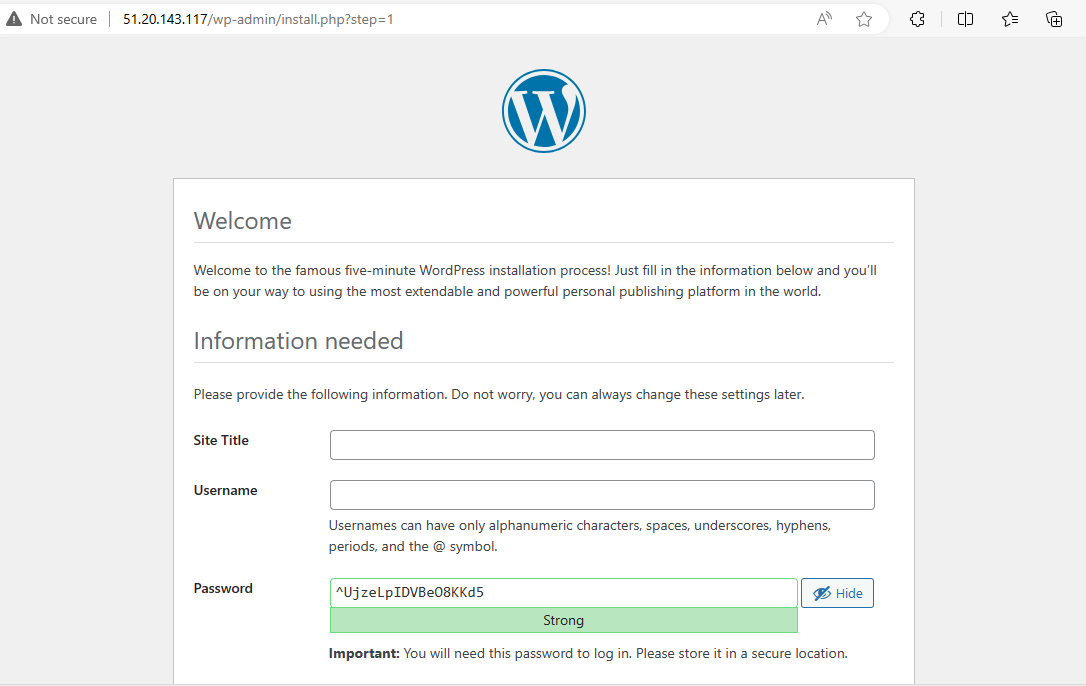 Not secure 51.20.143.117/wp-admin/install.php?step=1
Welcome
Welcome to the famous five-minute WordPress installation process! Just fill in the information below and you’ll
be on your way to using the most extendable and powerful personal publishing platform in the world.
Information needed
Please provide the following information. Do not worry, you can always change these settings later.
Site Title
Username
Usernames can have only alphanumeric characters, spaces, underscores, hyphens,
periods, and the @ symbol.
Password ^UjzeLpIDVBeO8KKd5 Hide
Strong
Important: You will need this password to log in. Please store it in a secure location.